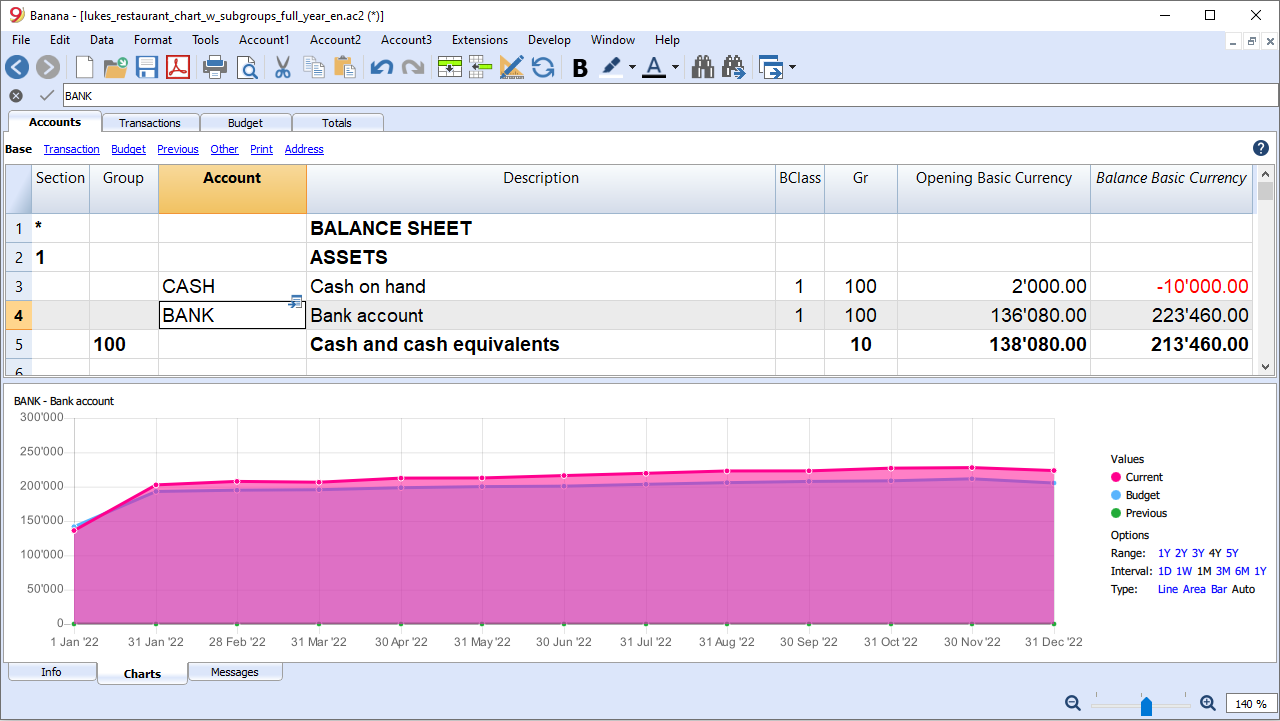 Banana - [lukes_restaurant_chart_w_subgroups_full_year_en.ac2 (*)]
File Edit Data Format Tools Account1 Account2 Account3 Extensions Develop Window Help
B A
BANK
Accounts Transactions Budget Totals
Base Transaction Budget Previous Other Print Address ?
Section Group Account Description BClass Gr Opening Basic Currency Balance Basic Currency
1 * BALANCE SHEET
2 1 ASSETS
3 CASH Cash on hand 1 100 2'000.00 -10'000.00
4 BANK Bank account 1 100 136'080.00 223'460.00
5 100 Cash and cash equivalents 10 138'080.00 213'460.00
6
BANK - Bank account
300'000
250'000
200'000
150'000
100'000
50'000
0
1 Jan '22 31 Jan '22 28 Feb '22 31 Mar '22 30 Apr '22 31 May '22 30 Jun '22 31 Jul '22 31 Aug '22 30 Sep '22 31 Oct '22 30 Nov '22 31 Dec '22
Values
Current
Budget
Previous
Options
Range: 1Y 2Y 3Y 4Y 5Y
Interval: 1D 1W 1M 3M 6M 1Y
Type: Line Area Bar Auto
Info Charts Messages
140 %